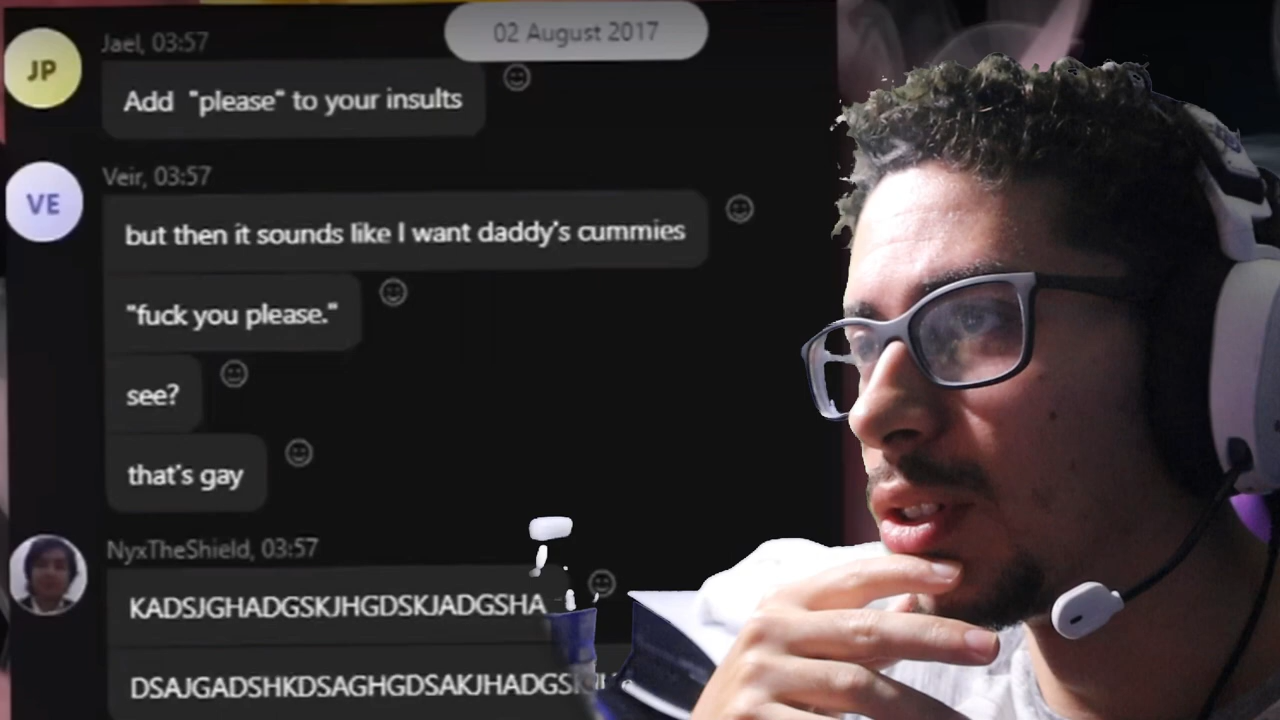 02 August 2017
JP
Jael, 03:57
Add "please" to your insults
VE
Veir, 03:57
but then it sounds like I want daddy's cummies
"fuck you please."
see?
that's gay
NyxTheShield, 03:57
KADSJGHADGSKJHGDSKJADGSHA